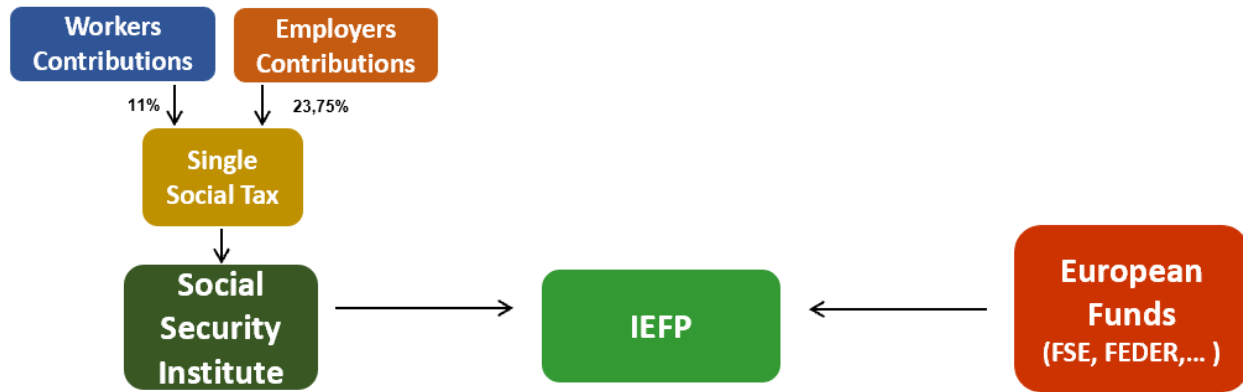 Workers
Contributions
Employers
Contributions
11%
23,75%
Single
Social Tax
Social
Security
Institute
IEFP
European
Funds
(FSE, FEDER,... )